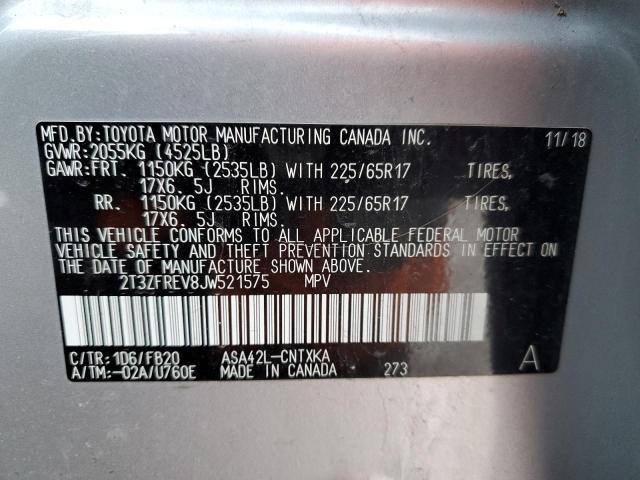 MFD.BY:TOYOTA MOTOR MANUFACTURING CANADA INC. 11/18
GVWR:2055KG (4525LB)
GAWR:FRT. 1150KG (2535LB) WITH 225/65R17 TIRES,
17X6.5J RIMS.
RR. 1150KG (2535LB) WITH 225/65R17 TIRES,
17X6.5J RIMS.
THIS VEHICLE CONFORMS TO ALL APPLICABLE FEDERAL MOTOR
VEHICLE SAFETY AND THEFT PREVENTION STANDARDS IN EFFECT ON
THE DATE OF MANUFACTURE SHOWN ABOVE.
2T3ZFREV8JW521575 MPV
C/TR:1D6/FB20 ASA42L-CNTXKA
A/TM:-02A/U760E MADE IN CANADA 273 A